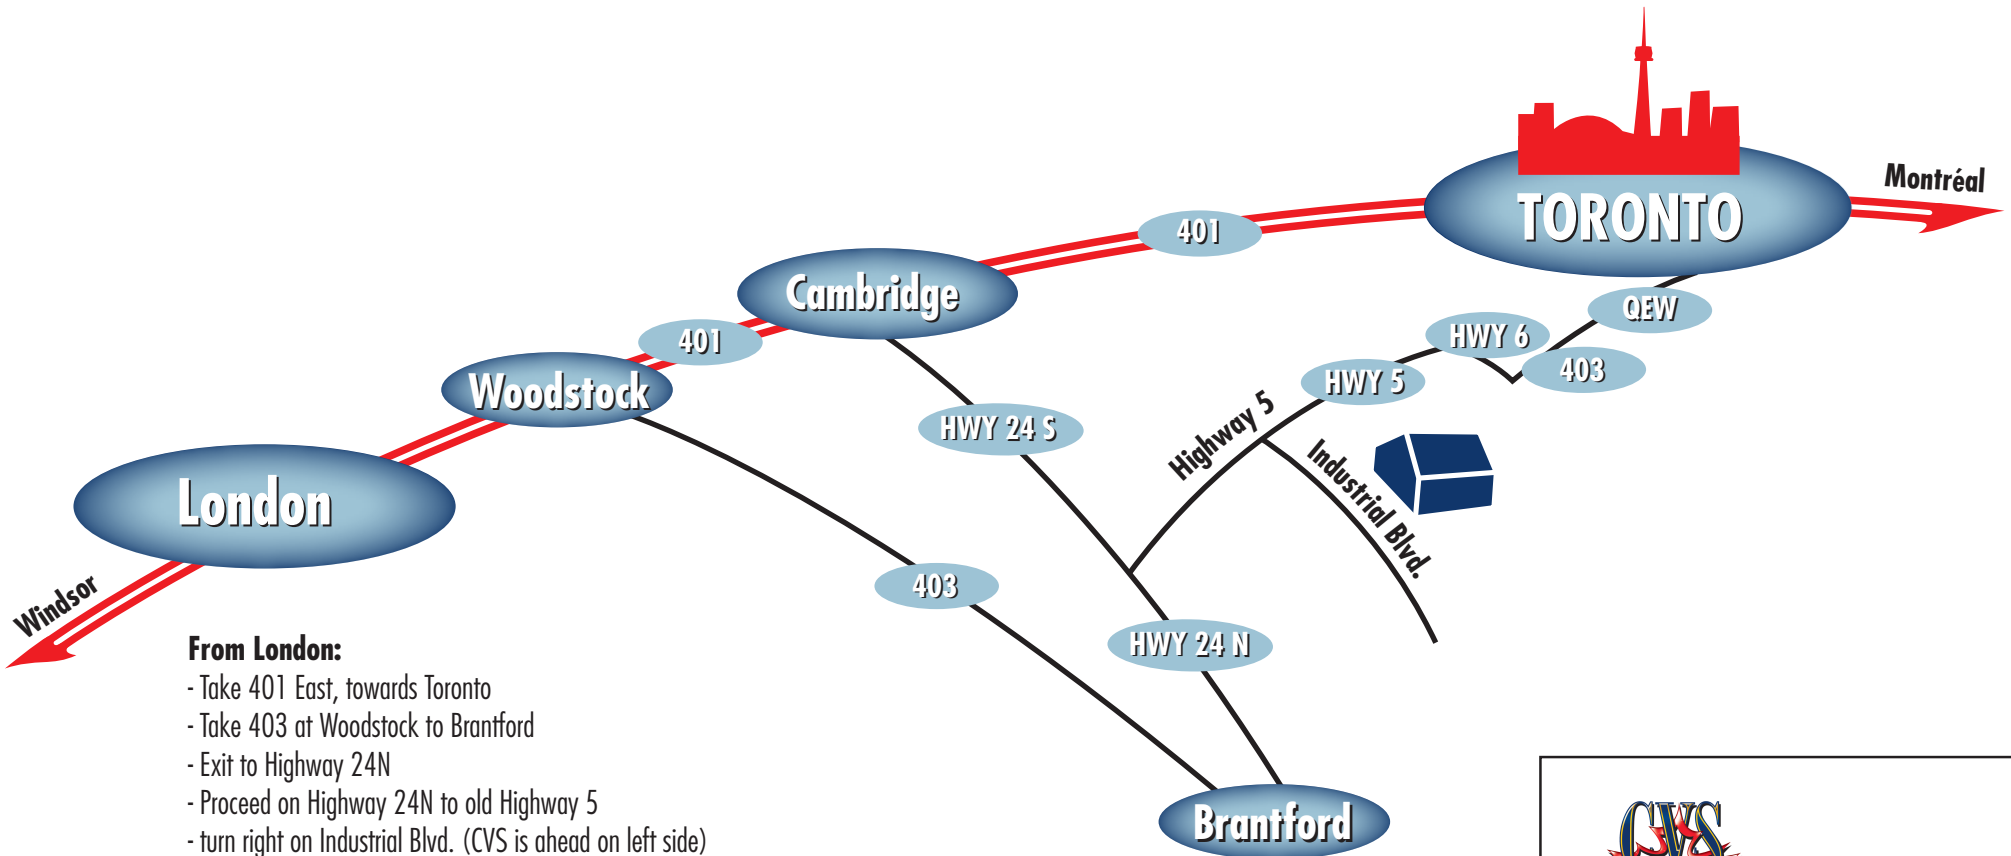 Montréal
TORONTO
401
Cambridge
QEW
HWY 6
401
403
HWY 5
Woodstock
Highway 5
HWY 24 S
Industrial Blvd.
London
403
Windsor
HWY 24 N
From London:
- Take 401 East, towards Toronto
- Take 403 at Woodstock to Brantford
- Exit to Highway 24N
- Proceed on Highway 24N to old Highway 5
- turn right on Industrial Blvd. (CVS is ahead on left side)
Brantford
CVS